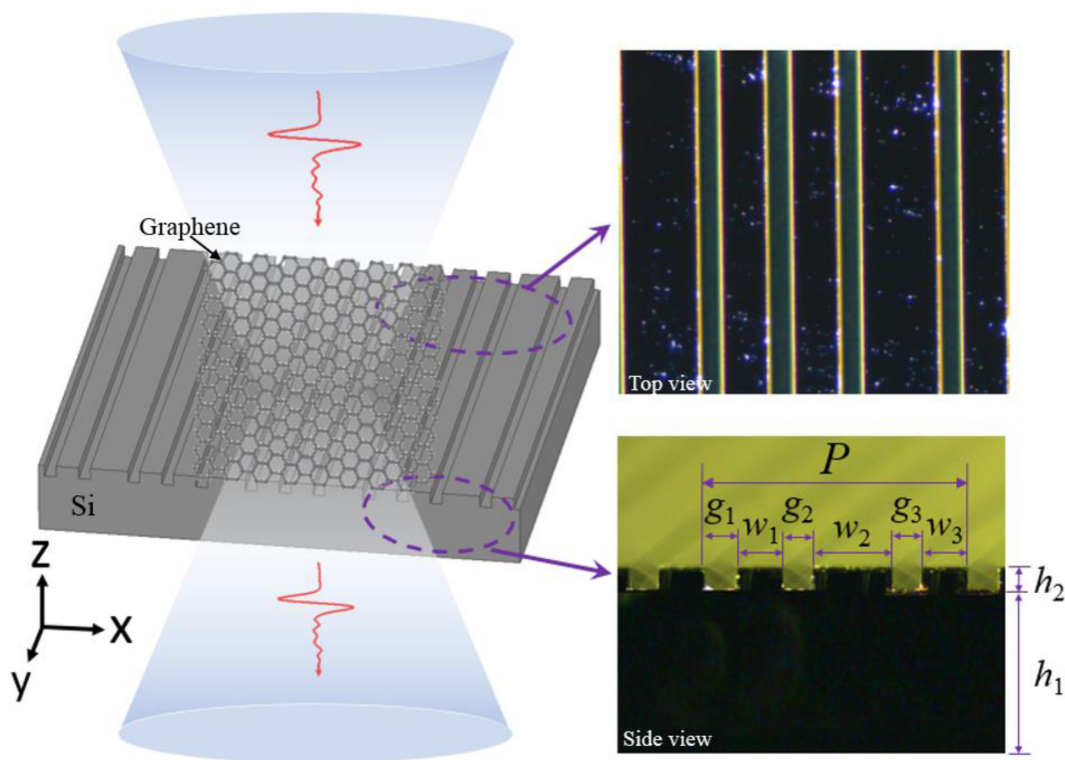 Graphene
Si
z
x
y
Top view
P
g1 w1 g2 w2 g3 w3
h2
h1
Side view